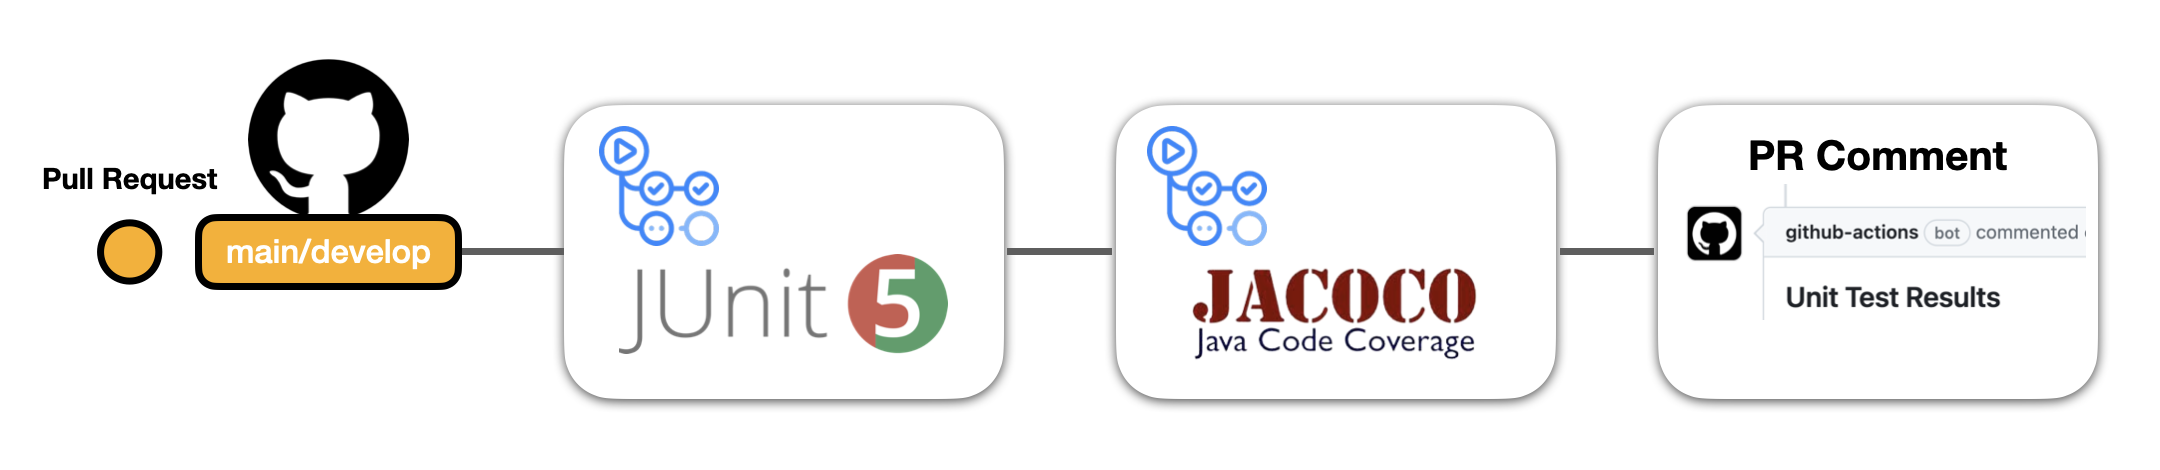 Pull Request
main/develop
JUnit 5
JACOCO
Java Code Coverage
PR Comment
github-actions bot commented
Unit Test Results